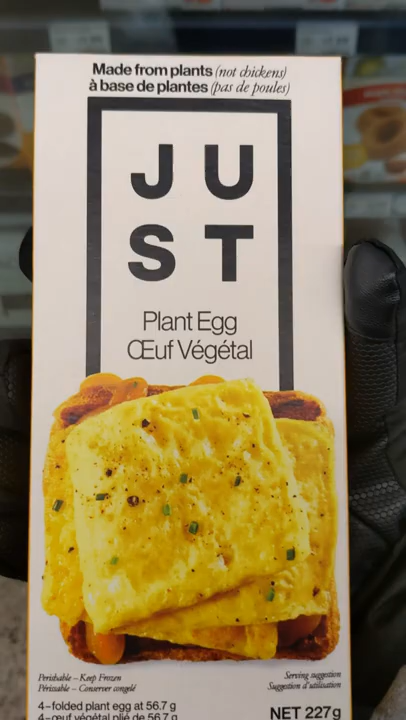 Made from plants (not chickens)
à base de plantes (pas de poules)
J U
S T
Plant Egg
Œuf Végétal
Perishable – Keep Frozen
Périssable – Conserver congelé
Serving suggestion
Suggestion d'utilisation
4-folded plant egg at 56.7 g
4-œuf végétal plié de 56.7 g
NET 227g